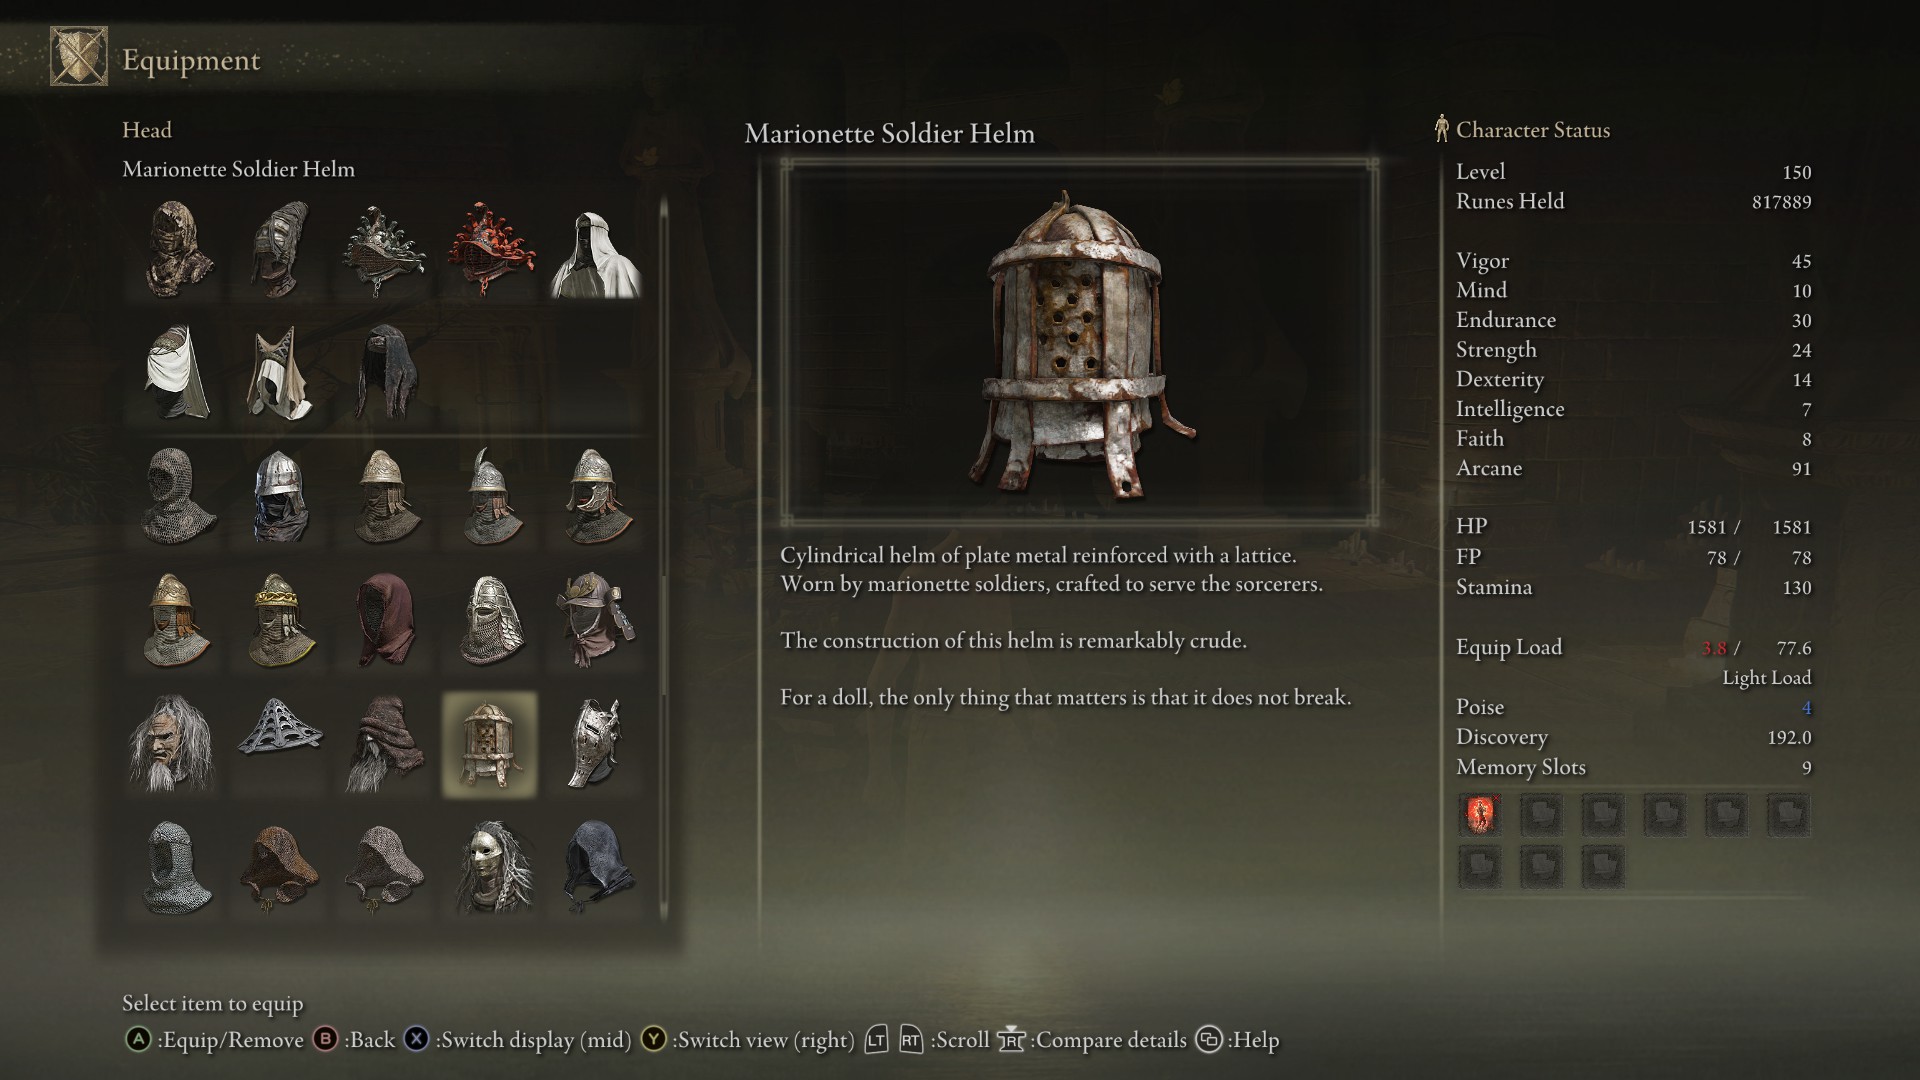 Equipment
Head
Marionette Soldier Helm
Marionette Soldier Helm
Cylindrical helm of plate metal reinforced with a lattice.
Worn by marionette soldiers, crafted to serve the sorcerers.
The construction of this helm is remarkably crude.
For a doll, the only thing that matters is that it does not break.
Character Status
Level 150
Runes Held 817889
Vigor 45
Mind 10
Endurance 30
Strength 24
Dexterity 14
Intelligence 7
Faith 8
Arcane 91
HP 1581 / 1581
FP 78 / 78
Stamina 130
Equip Load 3.8 / 77.6
Light Load
Poise 4
Discovery 192.0
Memory Slots 9
Select item to equip
A :Equip/Remove B :Back X :Switch display (mid) Y :Switch view (right) LT RT :Scroll R :Compare details :Help